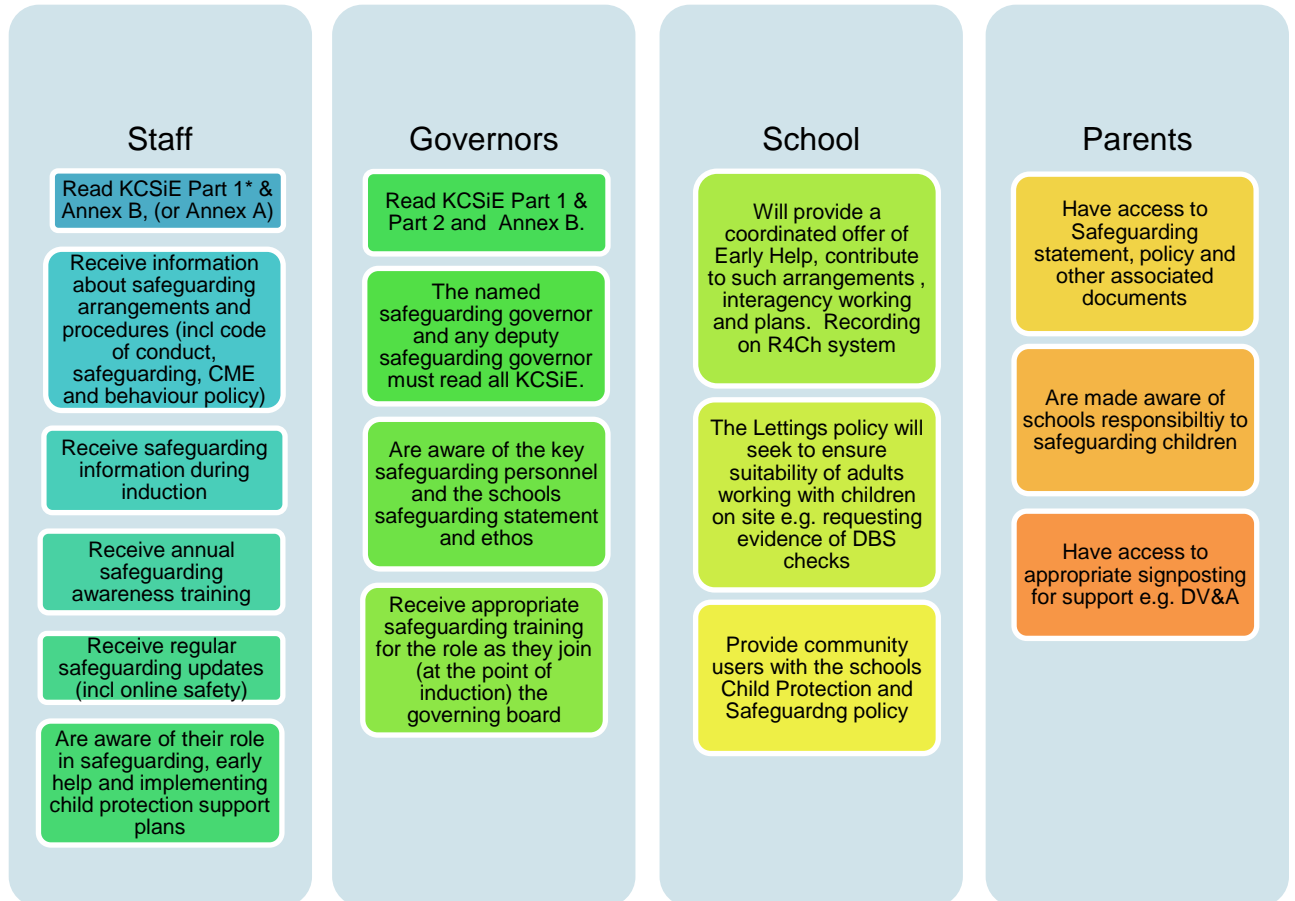 Staff
Read KCSiE Part 1* &
Annex B, (or Annex A)
Receive information
about safeguarding
arrangements and
procedures (incl code
of conduct,
safeguarding, CME
and behaviour policy)
Receive safeguarding
information during
induction
Receive annual
safeguarding
awareness training
Receive regular
safeguarding updates
(incl online safety)
Are aware of their role
in safeguarding, early
help and implementing
child protection support
plans
Governors
Read KCSiE Part 1 &
Part 2 and Annex B.
The named
safeguarding governor
and any deputy
safeguarding governor
must read all KCSiE.
Are aware of the key
safeguarding personnel
and the schools
safeguarding statement
and ethos
Receive appropriate
safeguarding training
for the role as they join
(at the point of
induction) the
governing board
School
Will provide a
coordinated offer of
Early Help, contribute
to such arrangements ,
interagency working
and plans. Recording
on R4Ch system
The Lettings policy will
seek to ensure
suitability of adults
working with children
on site e.g. requesting
evidence of DBS
checks
Provide community
users with the schools
Child Protection and
Safeguardng policy
Parents
Have access to
Safeguarding
statement, policy and
other associated
documents
Are made aware of
schools responsibiltiy to
safeguarding children
Have access to
appropriate signposting
for support e.g. DV&A